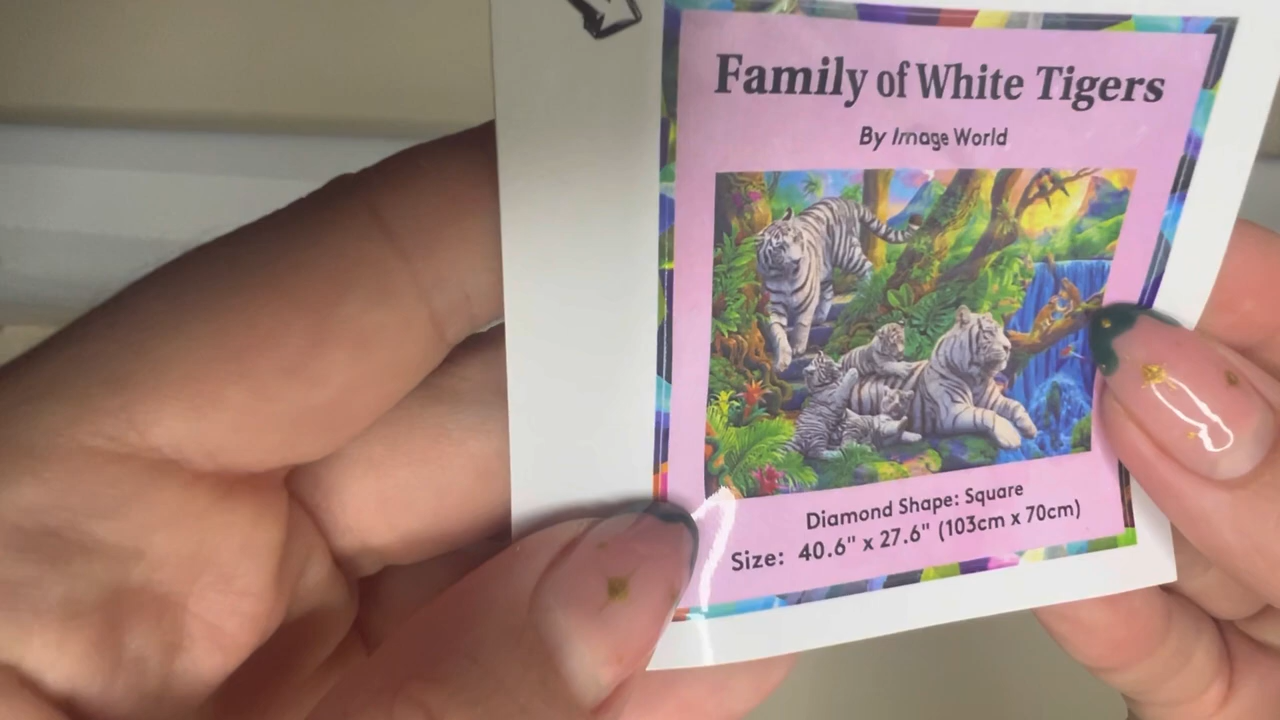 Family of White Tigers
By Image World
Diamond Shape: Square
Size: 40.6" x 27.6" (103cm x 70cm)